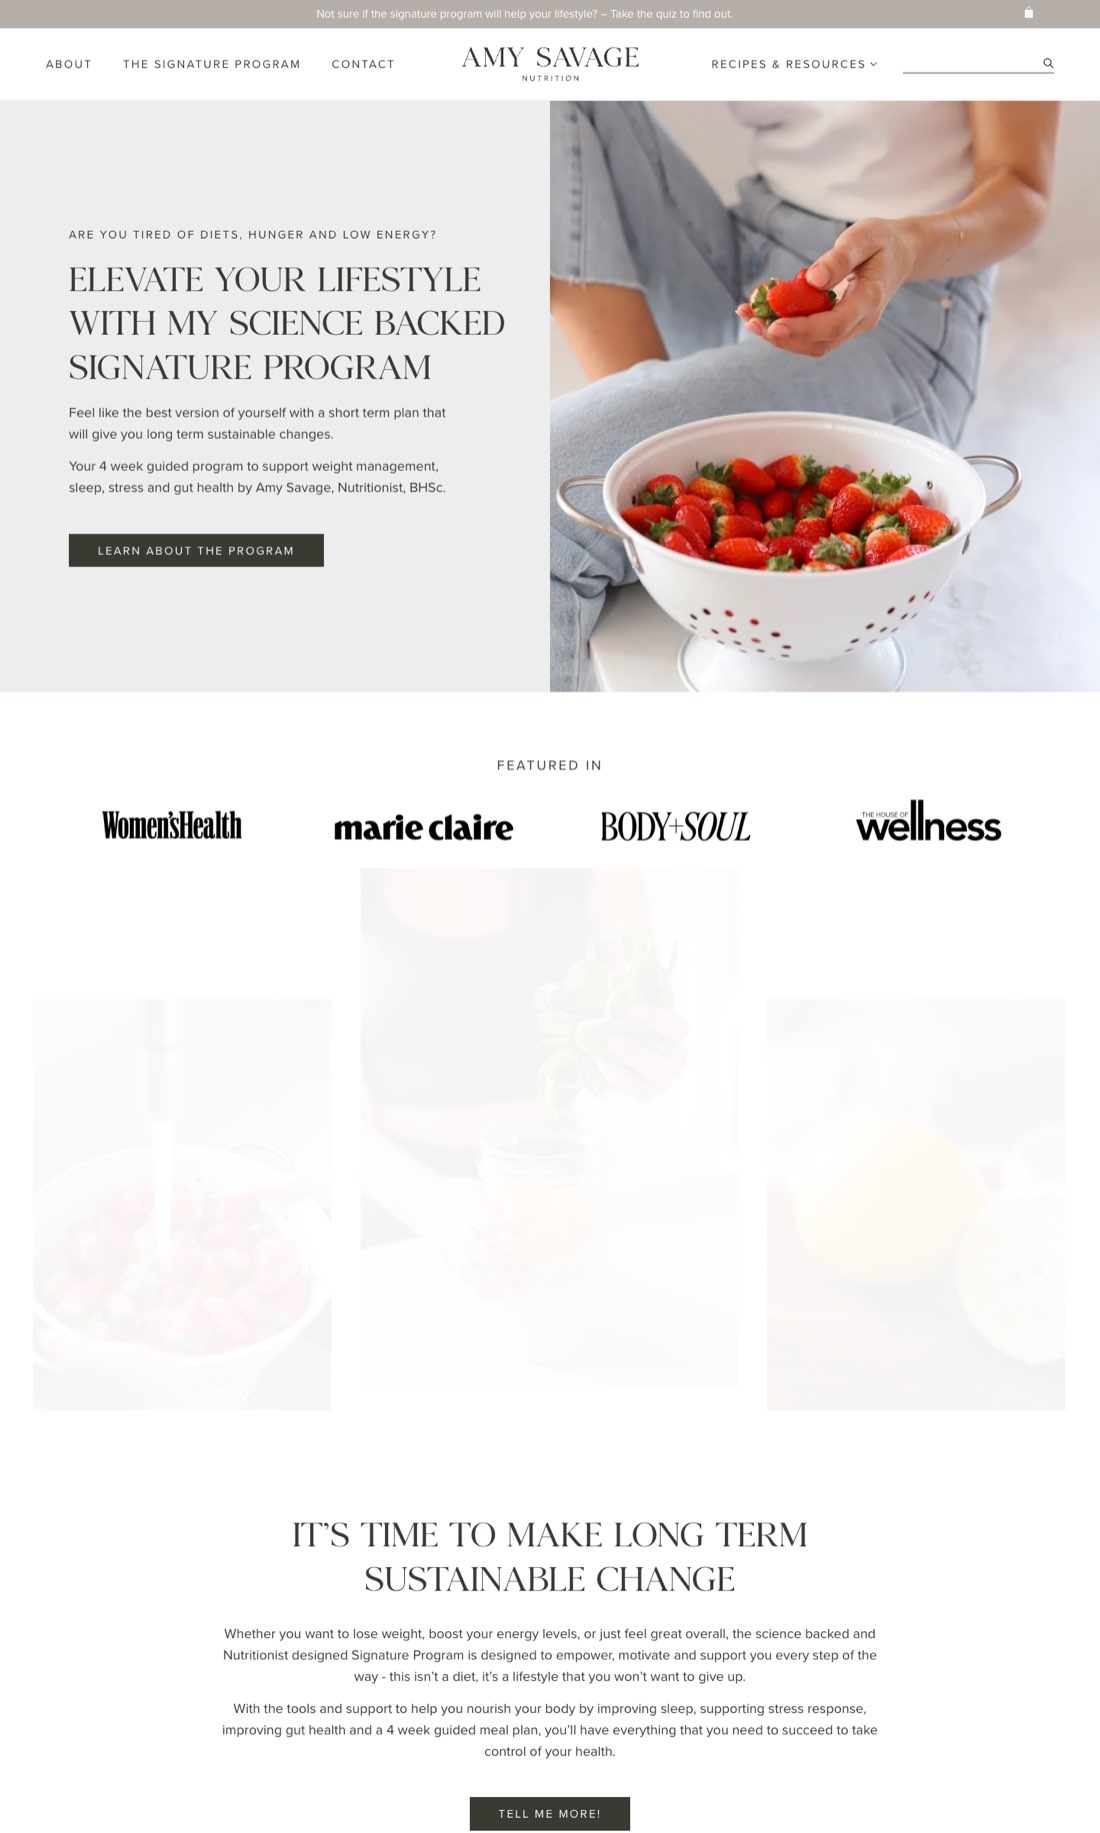 Not sure if the signature program will help your lifestyle? – Take the quiz to find out.
ABOUT THE SIGNATURE PROGRAM CONTACT
AMY SAVAGE
NUTRITION
RECIPES & RESOURCES
ARE YOU TIRED OF DIETS, HUNGER AND LOW ENERGY?
ELEVATE YOUR LIFESTYLE
WITH MY SCIENCE BACKED
SIGNATURE PROGRAM
Feel like the best version of yourself with a short term plan that
will give you long term sustainable changes.
Your 4 week guided program to support weight management,
sleep, stress and gut health by Amy Savage, Nutritionist, BHSc.
LEARN ABOUT THE PROGRAM
FEATURED IN
Women'sHealth
marie claire
BODY+SOUL
THE HOUSE OF
wellness
IT’S TIME TO MAKE LONG TERM
SUSTAINABLE CHANGE
Whether you want to lose weight, boost your energy levels, or just feel great overall, the science backed and
Nutritionist designed Signature Program is designed to empower, motivate and support you every step of the
way - this isn’t a diet, it’s a lifestyle that you won’t want to give up.
With the tools and support to help you nourish your body by improving sleep, supporting stress response,
improving gut health and a 4 week guided meal plan, you’ll have everything that you need to succeed to take
control of your health.
TELL ME MORE!